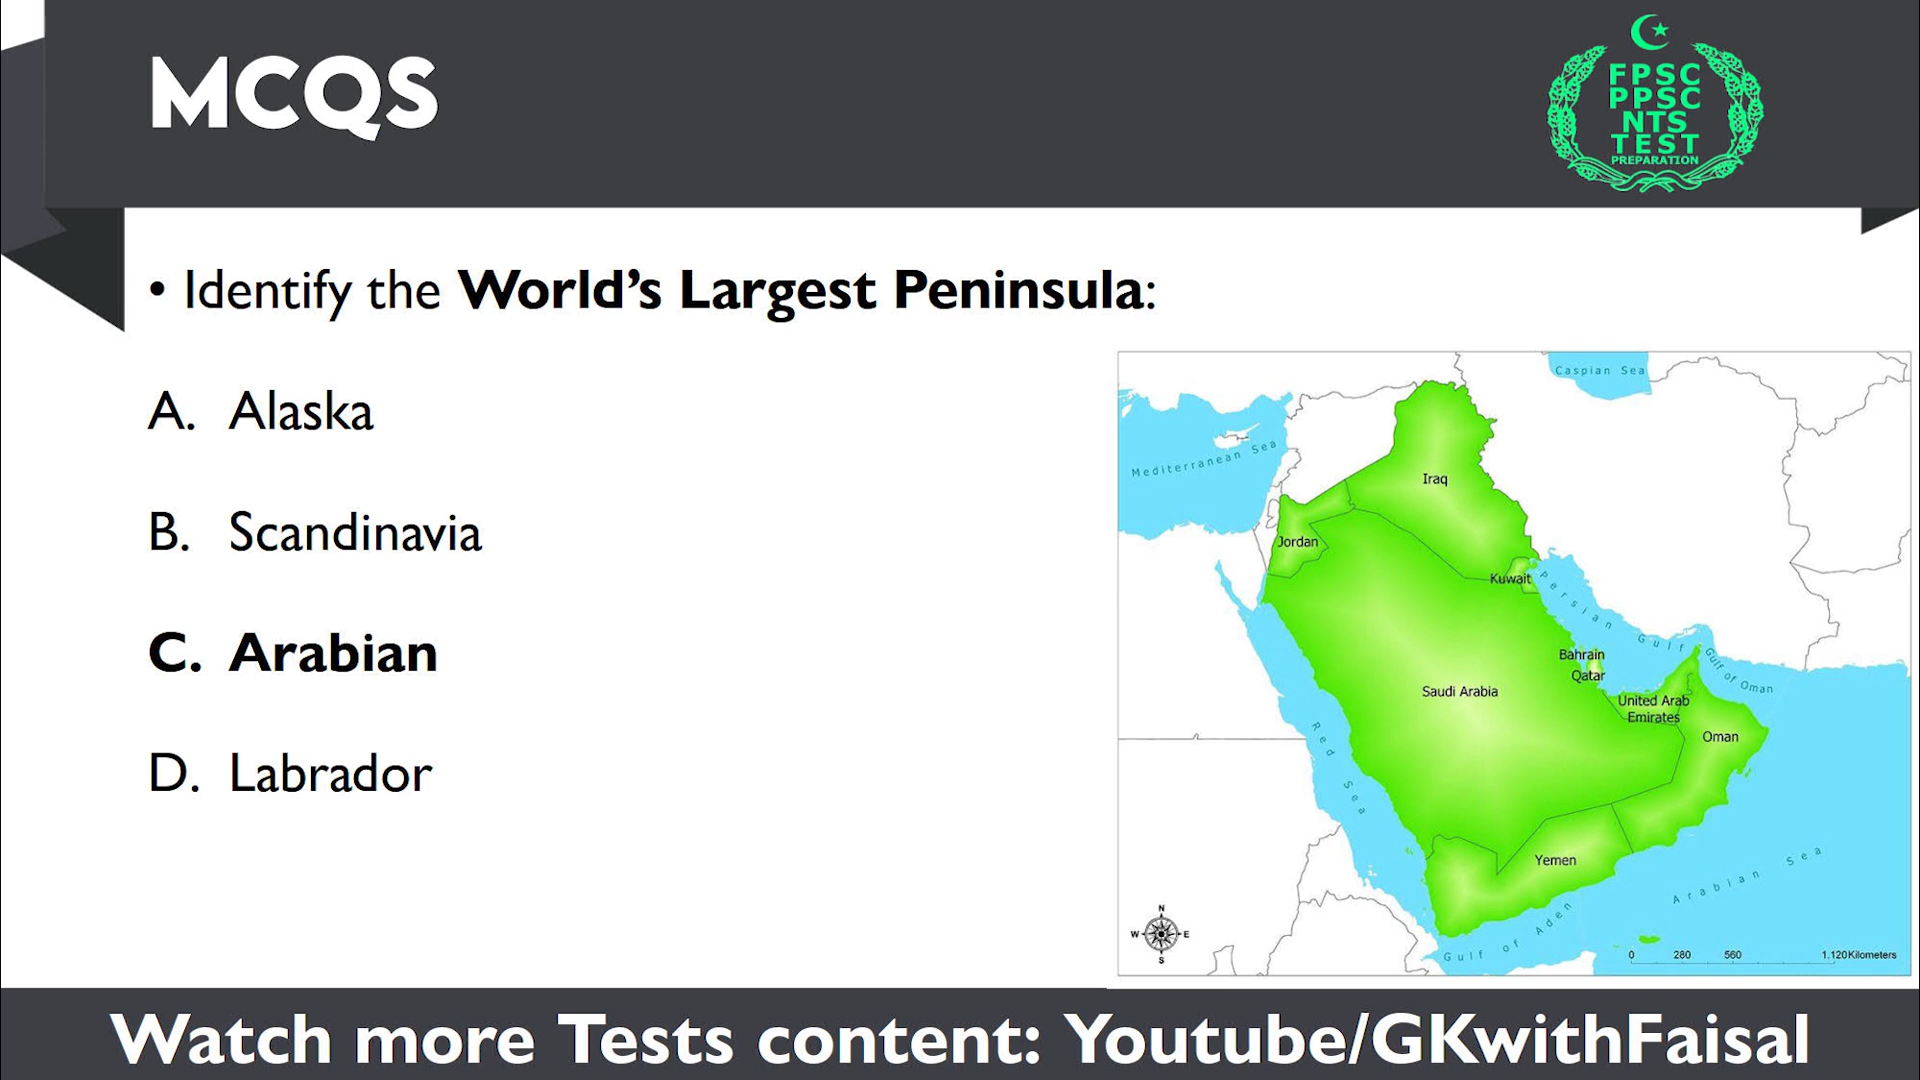 MCQS
FPSC
PPSC
NTS
TEST
PREPARATION
• Identify the World's Largest Peninsula:
A. Alaska
B. Scandinavia
C. Arabian
D. Labrador
Caspian Sea
Mediterranean Sea
Iraq
Jordan
Kuwait
Persian Gulf
Bahrain
Qatar
Gulf of Oman
Saudi Arabia
United Arab
Emirates
Oman
Red Sea
Yemen
Arabian Sea
Gulf of Aden
N
W E
S
0 280 560 1.120 Kilometers
Watch more Tests content: Youtube/GKwithFaisal